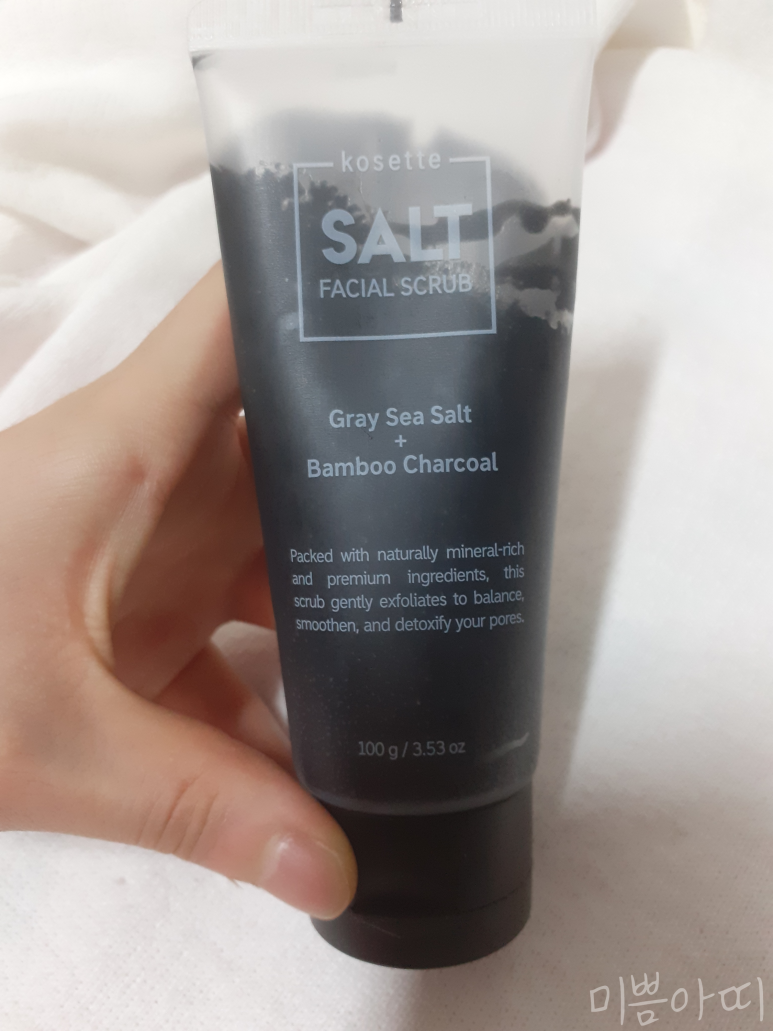 kosette
SALT
FACIAL SCRUB
Gray Sea Salt
+
Bamboo Charcoal
Packed with naturally mineral-rich
and premium ingredients, this
scrub gently exfoliates to balance,
smoothen, and detoxify your pores.
100 g / 3.53 oz
미쁨아띠